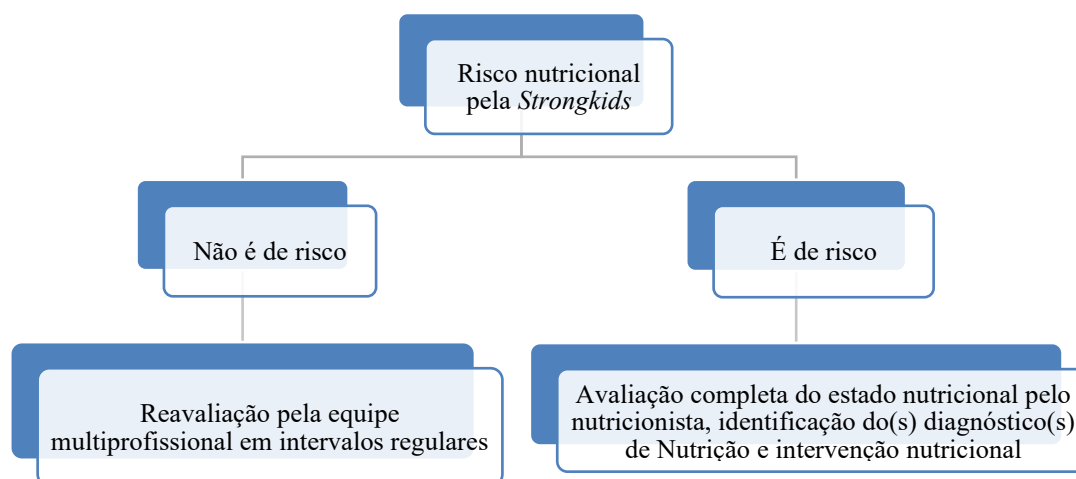 Risco nutricional
pela Strongkids
Não é de risco
É de risco
Reavaliação pela equipe
multiprofissional em intervalos regulares
Avaliação completa do estado nutricional pelo
nutricionista, identificação do(s) diagnóstico(s)
de Nutrição e intervenção nutricional